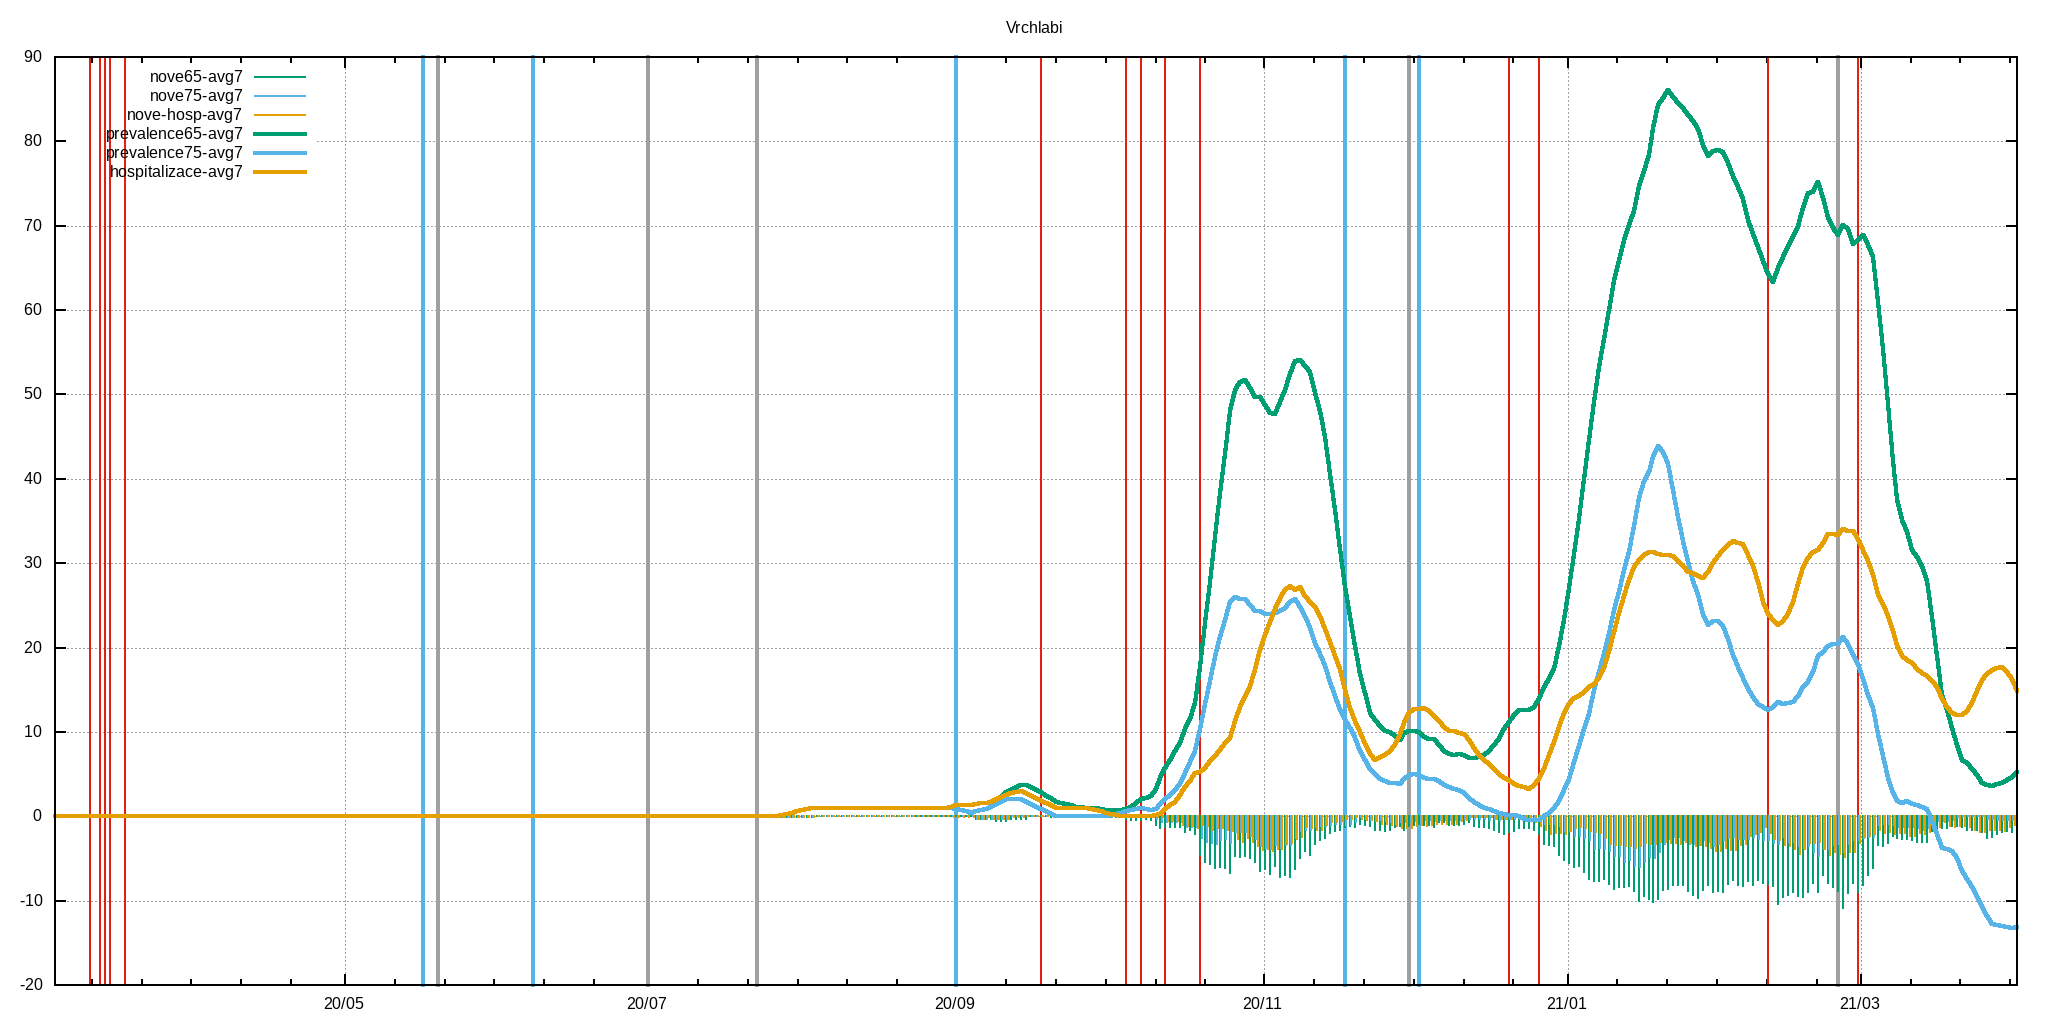 Vrchlabi
90
80
70
60
50
40
30
20
10
0
-10
-20
nove65-avg7
nove75-avg7
nove-hosp-avg7
prevalence65-avg7
prevalence75-avg7
hospitalizace-avg7
20/05 20/07 20/09 20/11 21/01 21/03